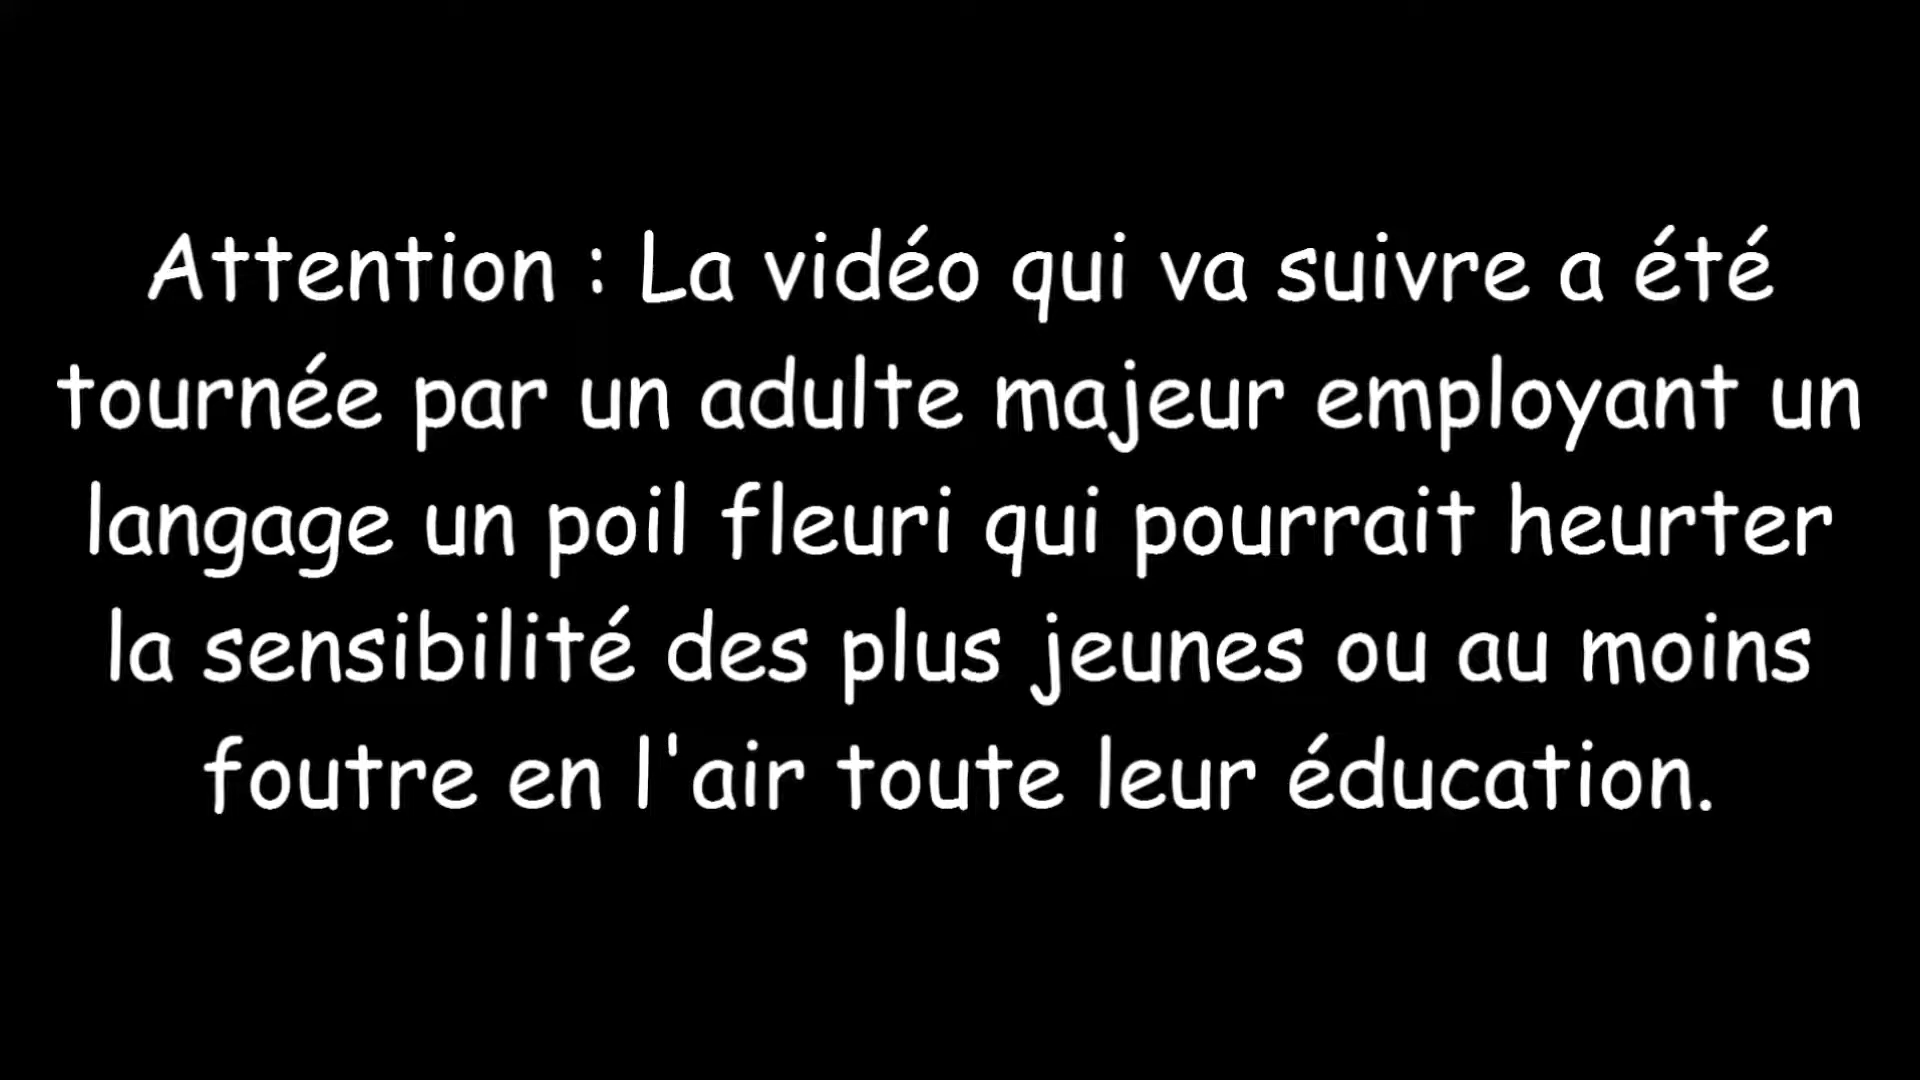 Attention : La vidéo qui va suivre a été
tournée par un adulte majeur employant un
langage un poil fleuri qui pourrait heurter
la sensibilité des plus jeunes ou au moins
foutre en l'air toute leur éducation.